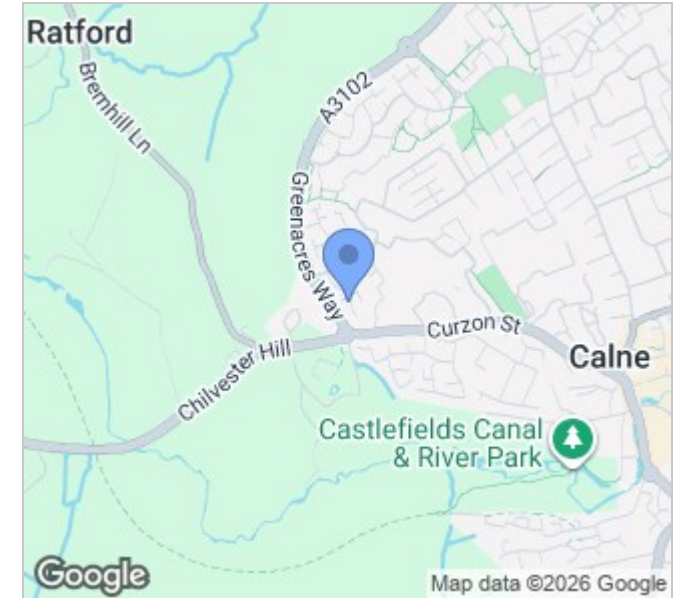 Ratford
Bremhill Ln
A3102
Greenacres Way
Curzon St
Chilvester Hill
Calne
Castlefields Canal
& River Park
Google
Map data ©2026 Google